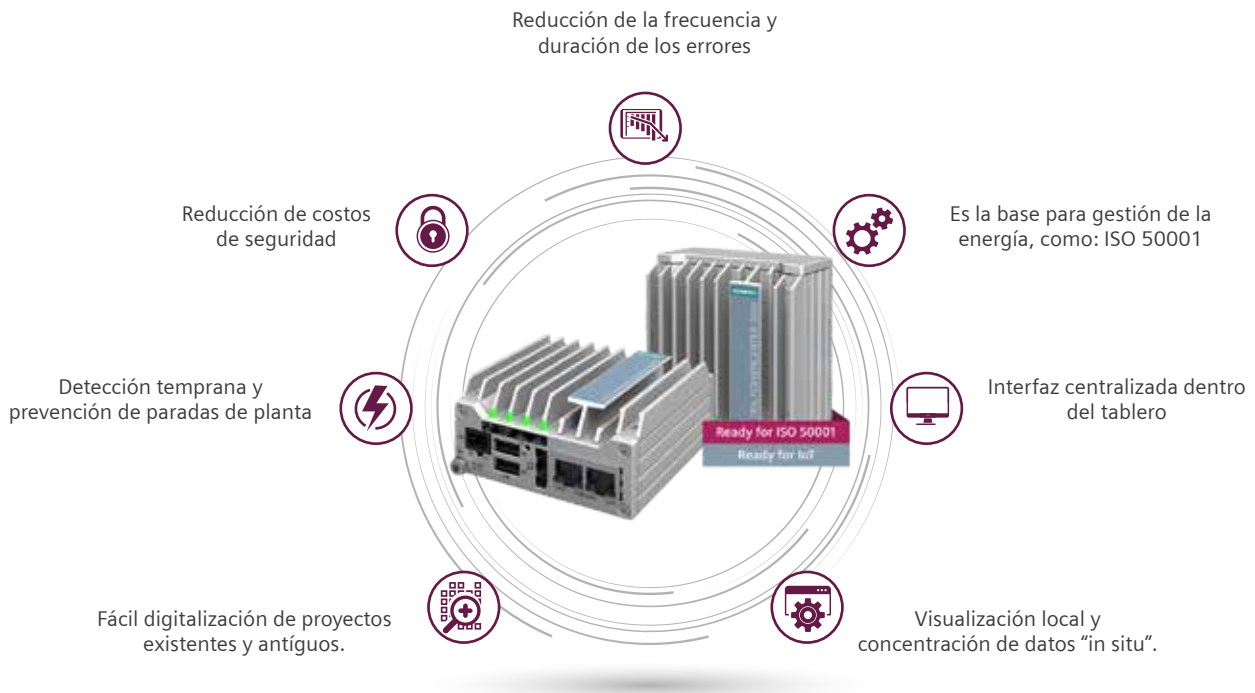 Reducción de la frecuencia y
duración de los errores
Reducción de costos
de seguridad
Es la base para gestión de la
energía, como: ISO 50001
Detección temprana y
prevención de paradas de planta
Interfaz centralizada dentro
del tablero
Ready for ISO 50001
Ready for IoT
Fácil digitalización de proyectos
existentes y antíguos.
Visualización local y
concentración de datos “in situ”.